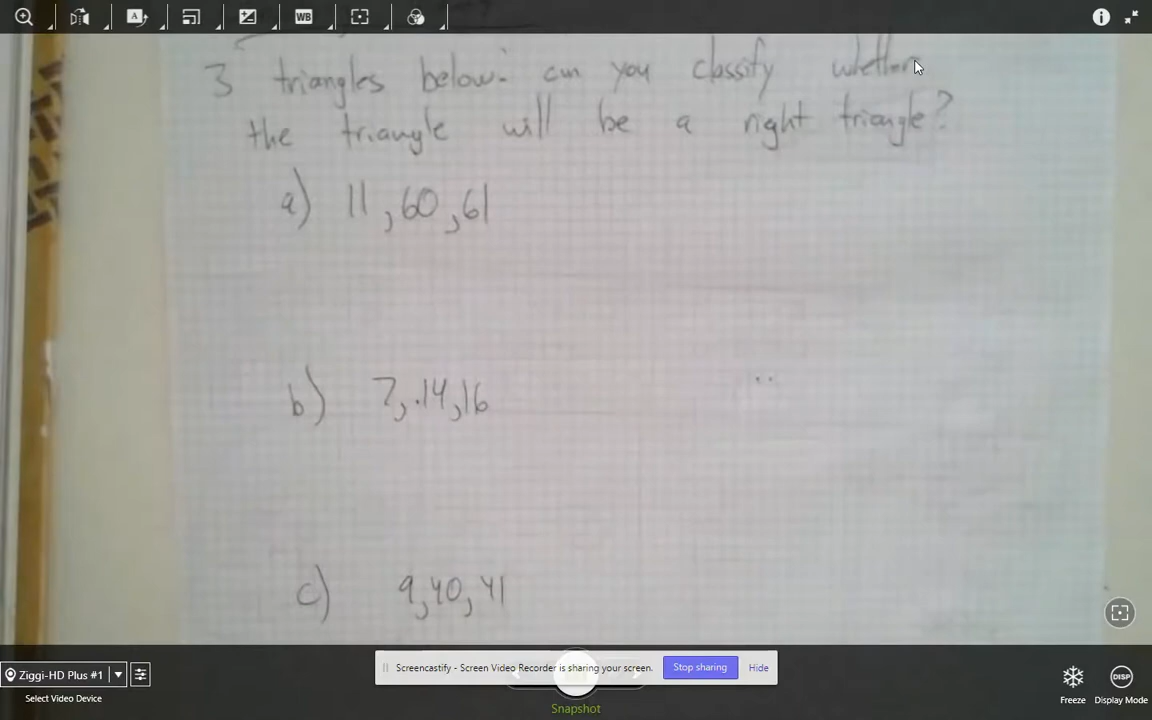 WB
3 triangles below: can you classify whether
the triangle will be a right triangle?
a) 11, 60, 61
b) 7, 14, 16
c) 9, 40, 41
Ziggi-HD Plus #1
Select Video Device
Screencastify - Screen Video Recorder is sharing your screen.
Stop sharing
Hide
Snapshot
Freeze
DISP
Display Mode